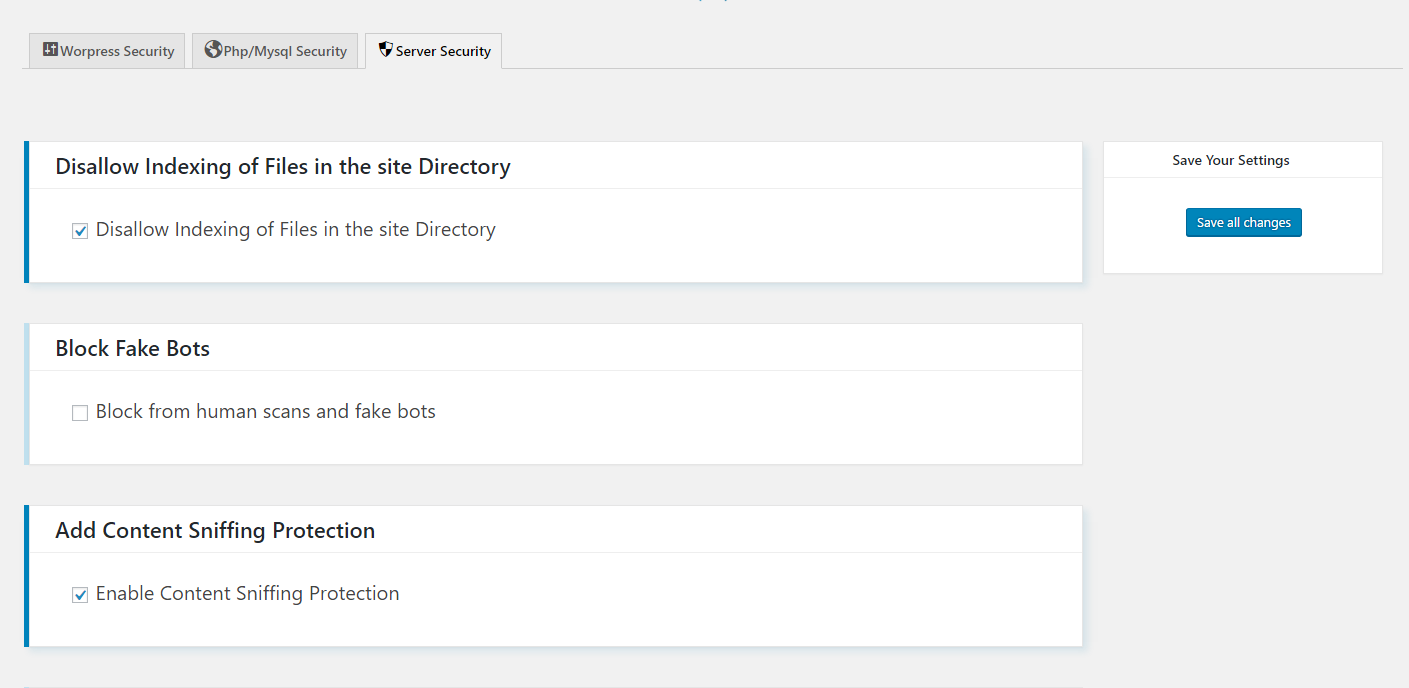 Worpress Security
Php/Mysql Security
Server Security
Disallow Indexing of Files in the site Directory
Disallow Indexing of Files in the site Directory
Save Your Settings
Save all changes
Block Fake Bots
Block from human scans and fake bots
Add Content Sniffing Protection
Enable Content Sniffing Protection